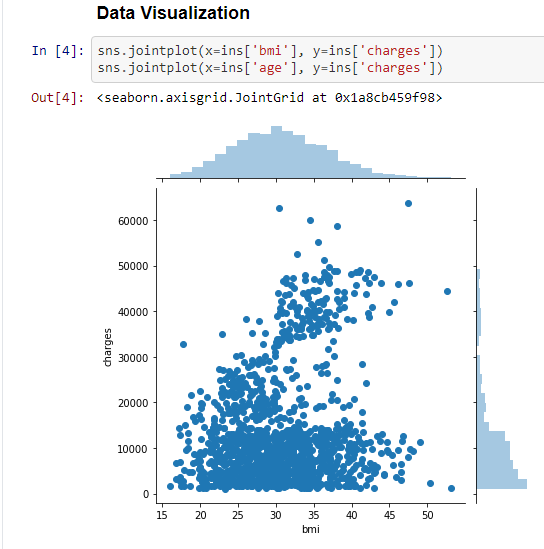 Data Visualization
In [4]: sns.jointplot(x=ins['bmi'], y=ins['charges'])
sns.jointplot(x=ins['age'], y=ins['charges'])
Out[4]: <seaborn.axisgrid.JointGrid at 0x1a8cb459f98>
60000
50000
40000
charges
30000
20000
10000
0
15 20 25 30 35 40 45 50
bmi